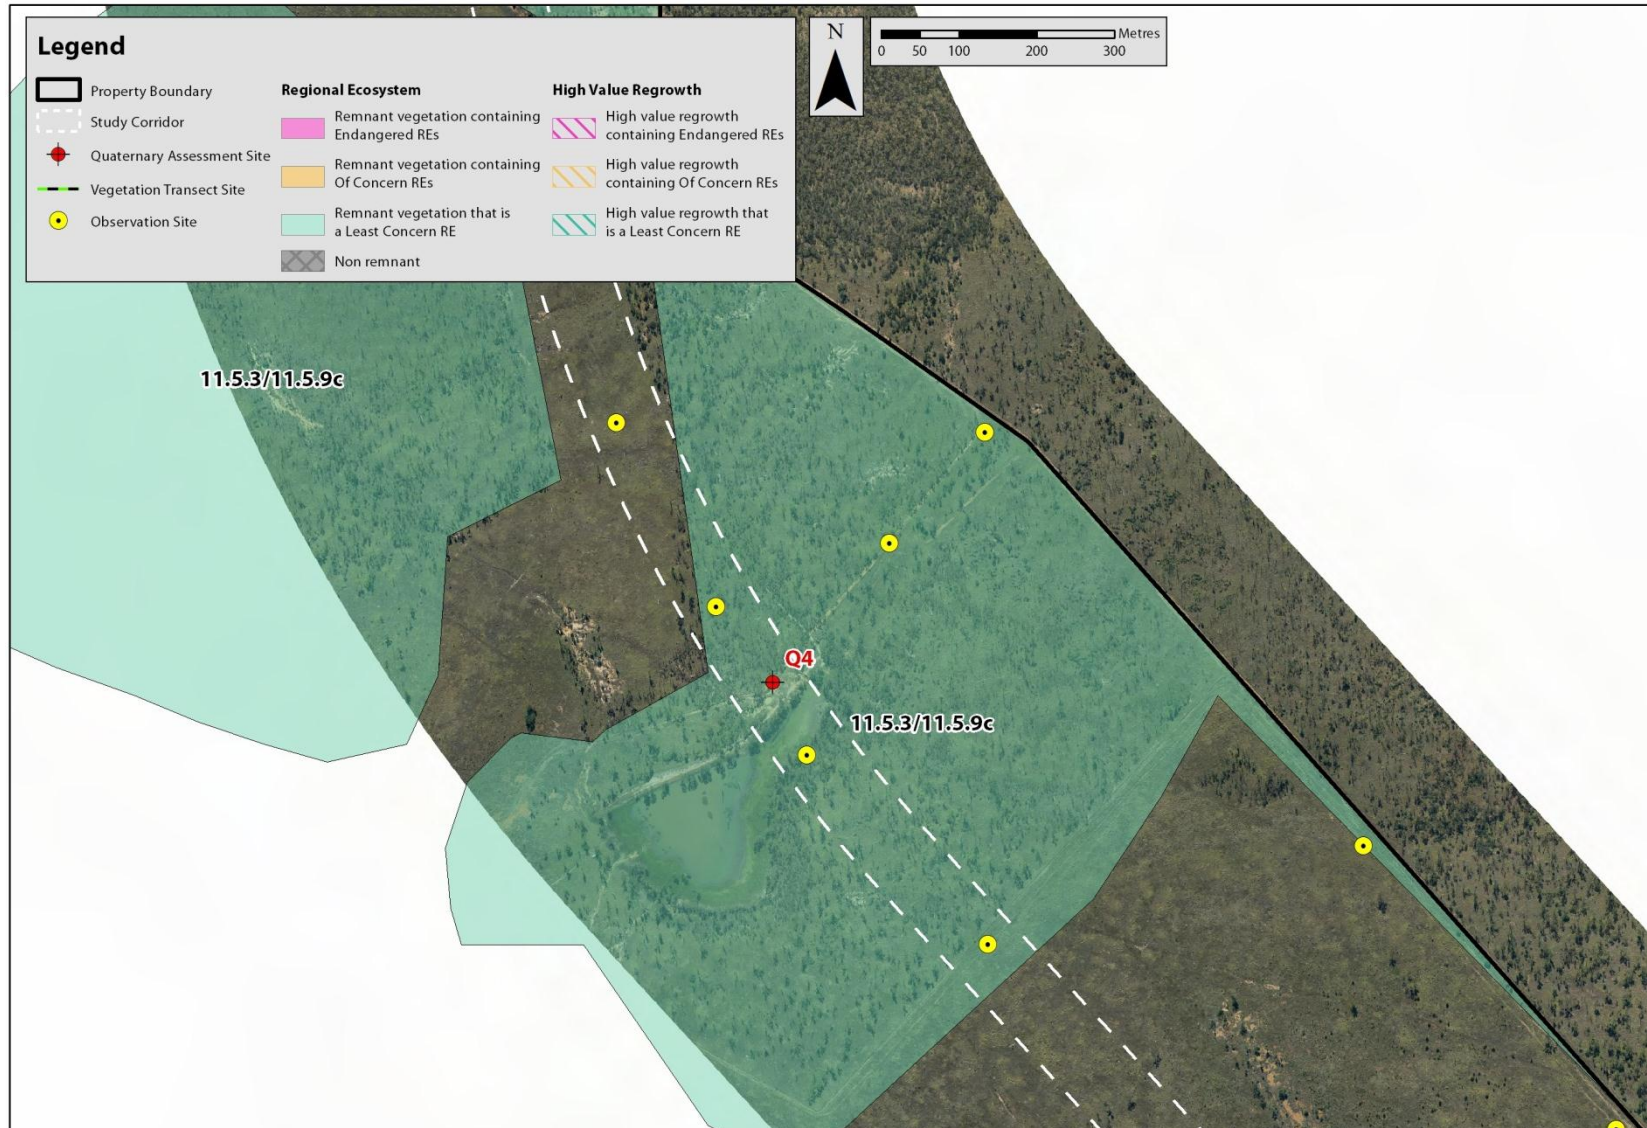 Legend
Property Boundary
Study Corridor
Quaternary Assessment Site
Vegetation Transect Site
Observation Site
Regional Ecosystem
Remnant vegetation containing
Endangered REs
Remnant vegetation containing
Of Concern REs
Remnant vegetation that is
a Least Concern RE
Non remnant
High Value Regrowth
High value regrowth
containing Endangered REs
High value regrowth
containing Of Concern REs
High value regrowth that
is a Least Concern RE
N
Metres
0 50 100 200 300
11.5.3/11.5.9c
Q4
11.5.3/11.5.9c